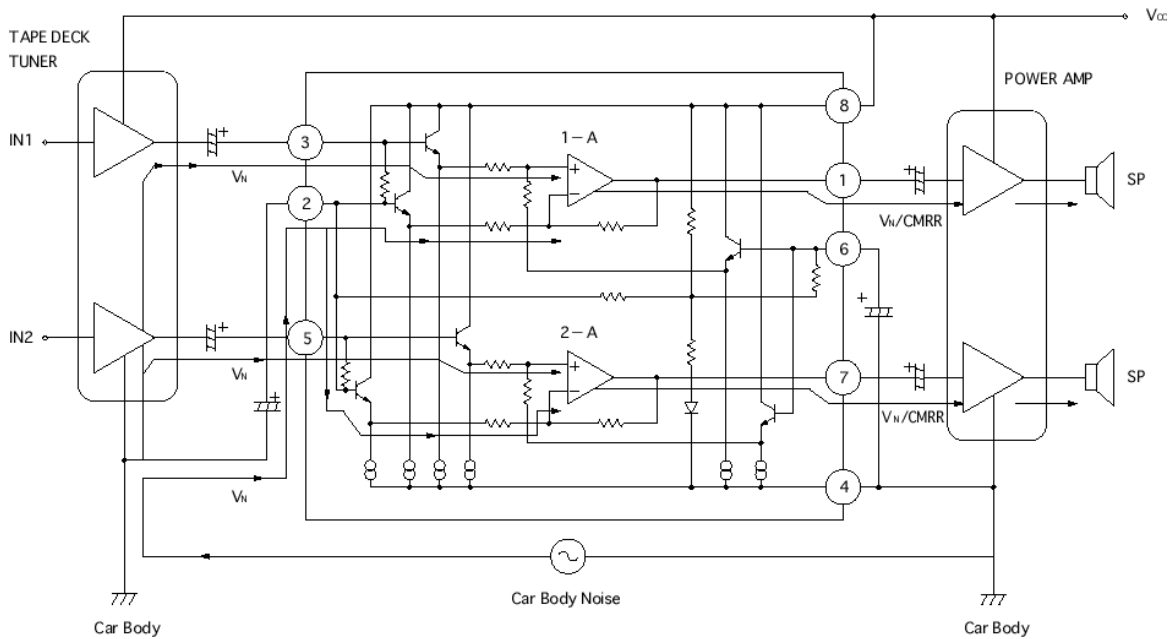 Vcc
TAPE DECK
TUNER
POWER AMP
8
IN1
+
3
1－A
+
−
1
+
SP
VN
2
VN/CMRR
6
+
IN2
+
5
2－A
+
−
7
+
SP
VN
+
VN/CMRR
4
VN
Car Body Noise
Car Body
Car Body